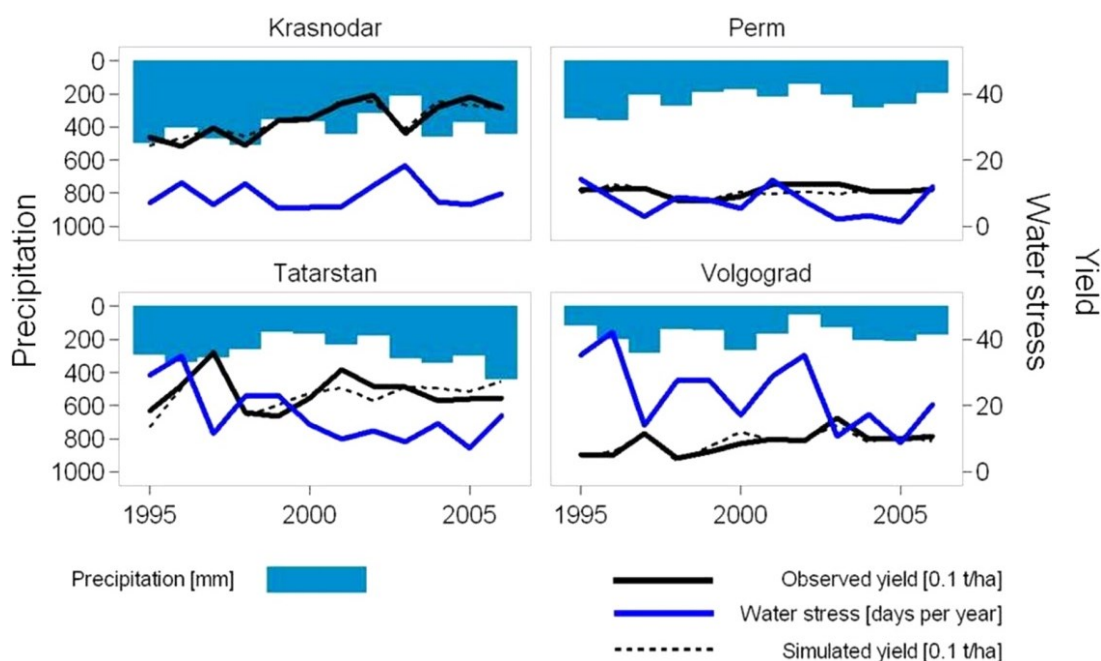 Krasnodar
Perm
0
200
400
600
800
1000
40
20
0
Tatarstan
Volgograd
0
200
400
600
800
1000
40
20
0
1995
2000
2005
1995
2000
2005
Precipitation
Water stress
Yield
Precipitation [mm]
Observed yield [0.1 t/ha]
Water stress [days per year]
Simulated yield [0.1 t/ha]